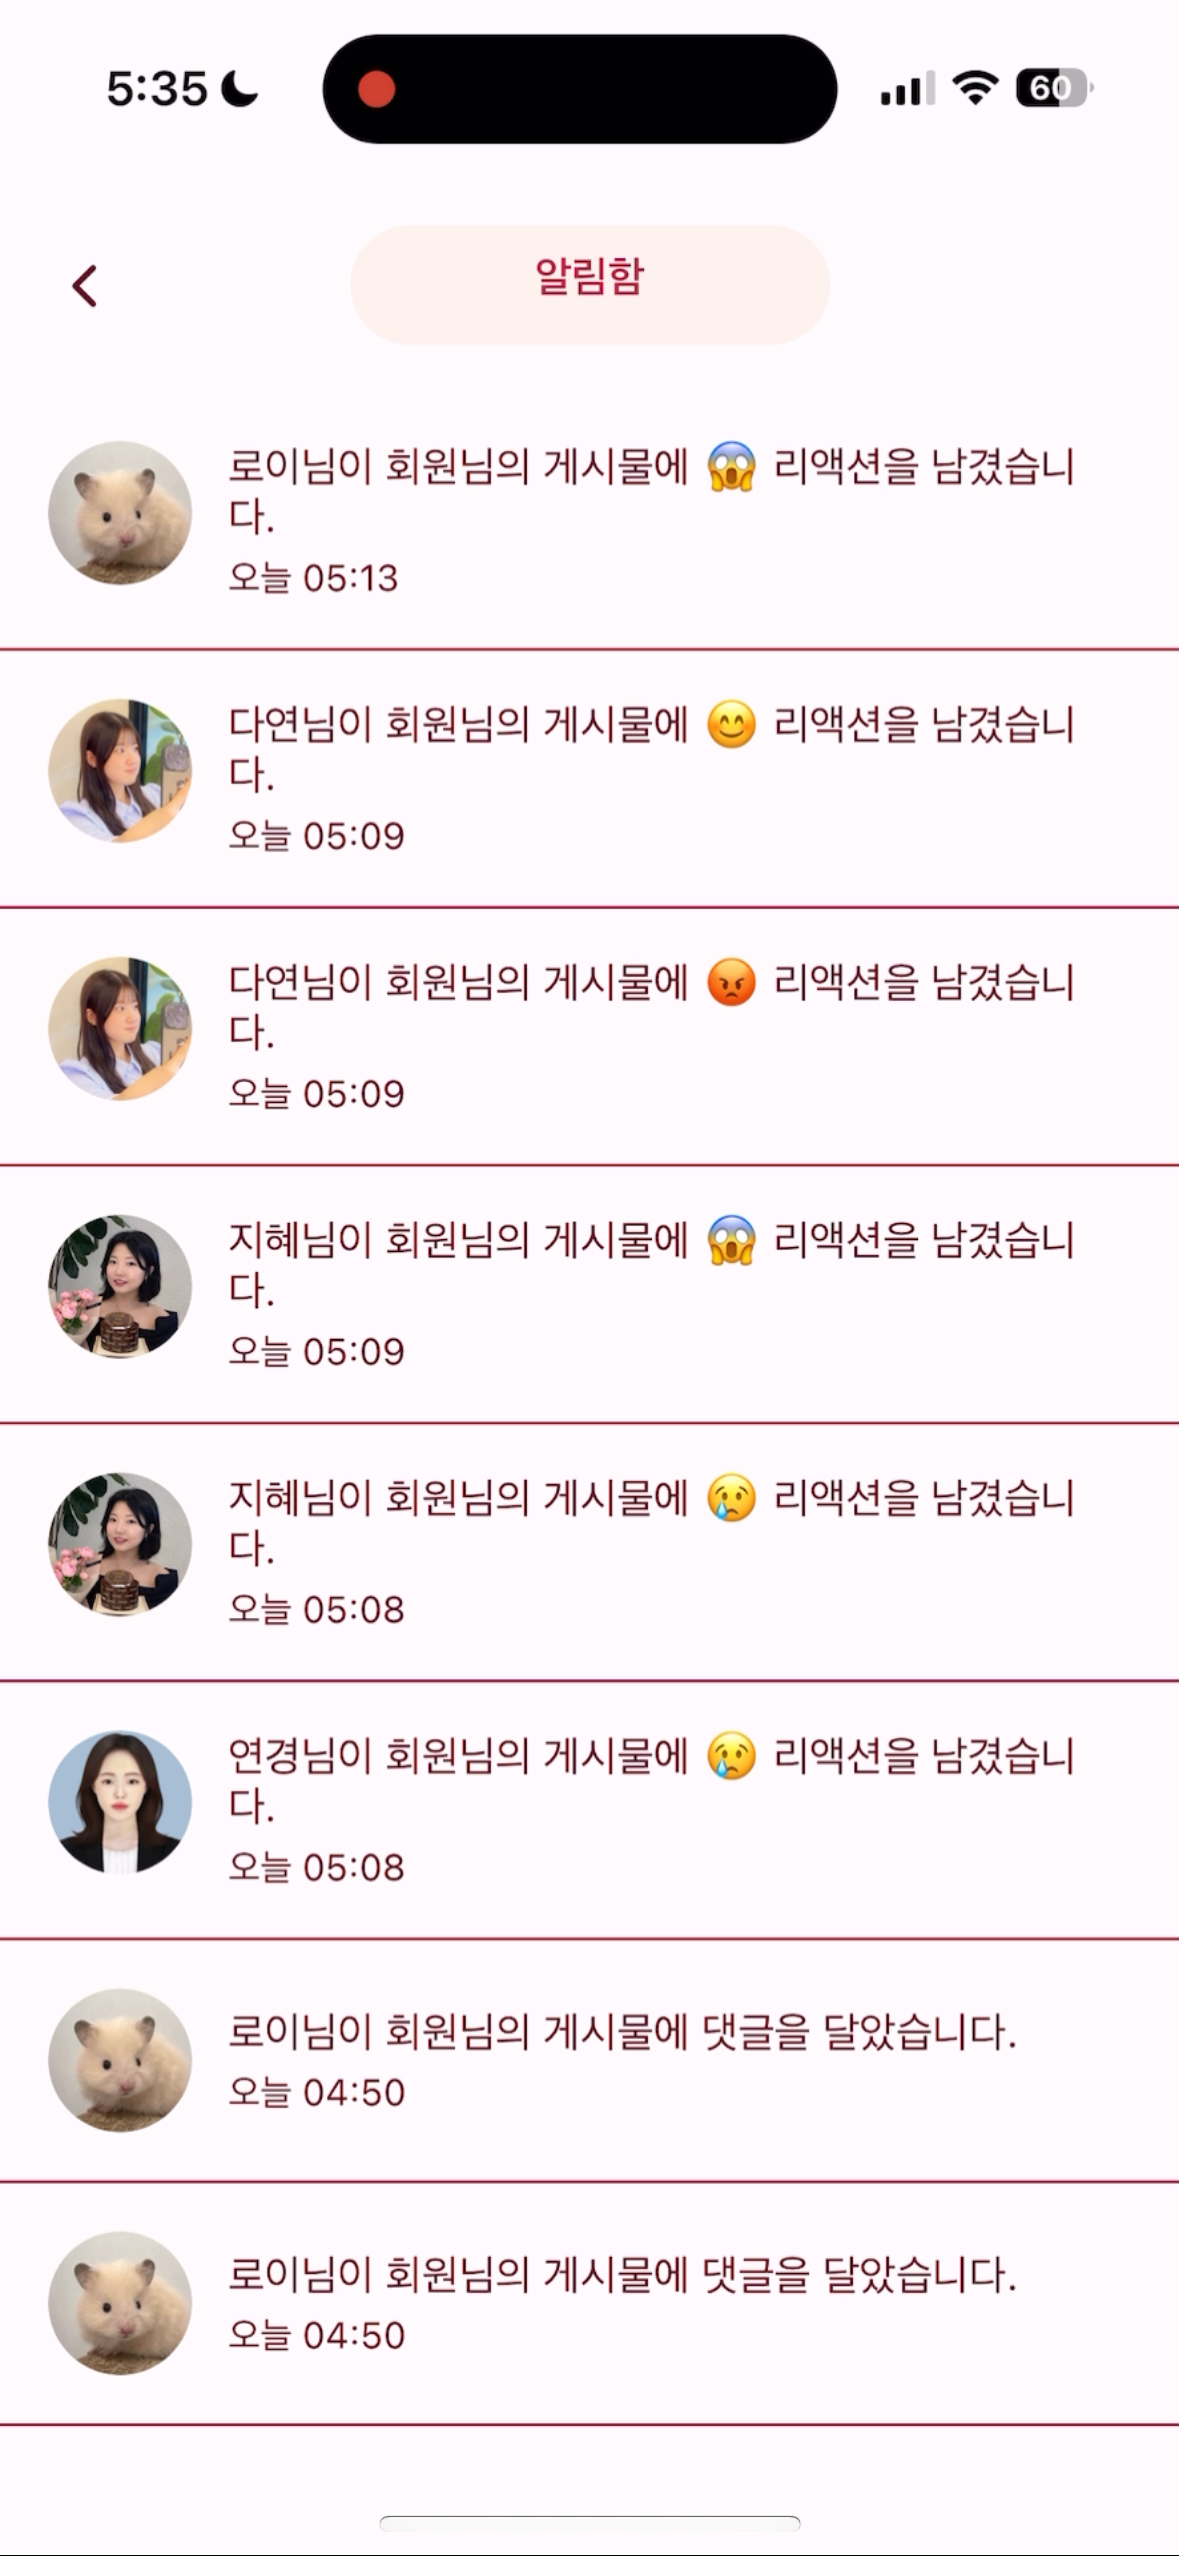 5:35
60
알림함
로이님이 회원님의 게시물에 😱 리액션을 남겼습니
다.
오늘 05:13
다연님이 회원님의 게시물에 😊 리액션을 남겼습니
다.
오늘 05:09
다연님이 회원님의 게시물에 😡 리액션을 남겼습니
다.
오늘 05:09
지혜님이 회원님의 게시물에 😱 리액션을 남겼습니
다.
오늘 05:09
지혜님이 회원님의 게시물에 😢 리액션을 남겼습니
다.
오늘 05:08
연경님이 회원님의 게시물에 😢 리액션을 남겼습니
다.
오늘 05:08
로이님이 회원님의 게시물에 댓글을 달았습니다.
오늘 04:50
로이님이 회원님의 게시물에 댓글을 달았습니다.
오늘 04:50